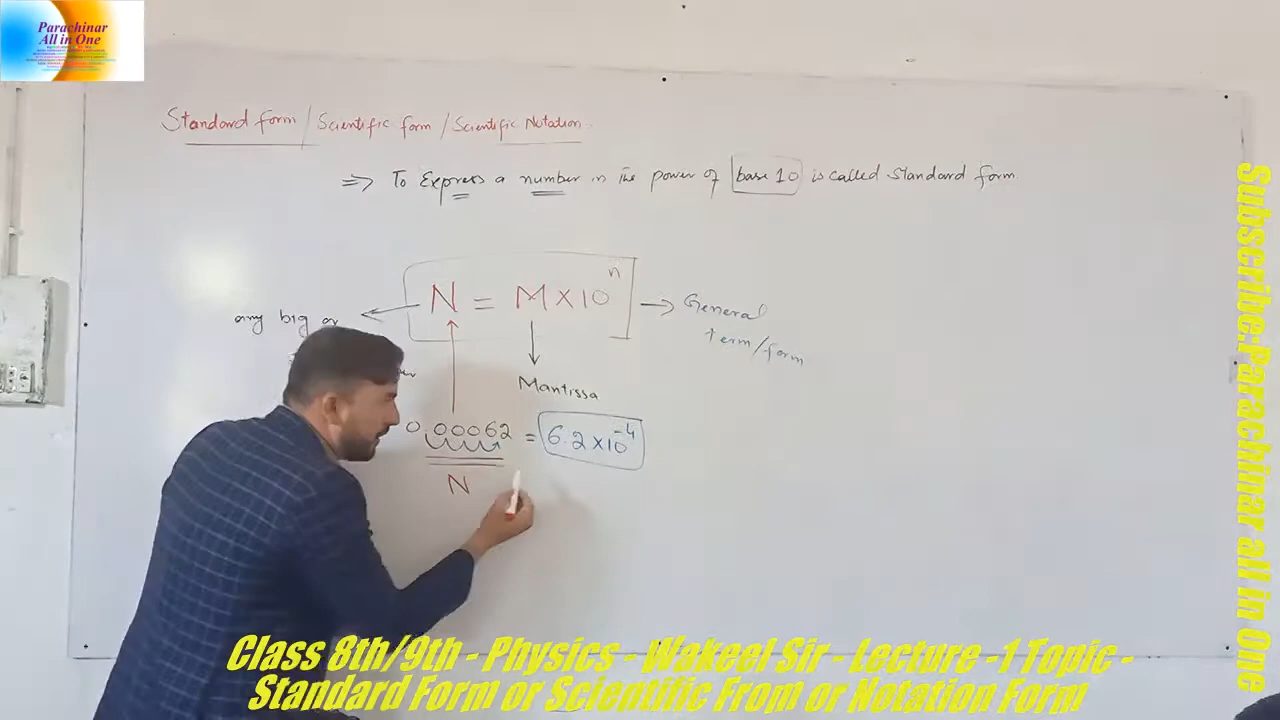 Parachinar
All in One
Standard form / Scientific form / Scientific Notation.
⇒ To Express a number in the power of base 10 is called Standard form.
N = M×10ⁿ
→ General
term/form
any big or
Mantissa
0.00062 = 6.2×10⁻⁴
N
Subscribe:Parachinar all in One
Class 8th/9th - Physics - Wakeel Sir - Lecture -1 Topic -
Standard Form or Scientific From or Notation Form